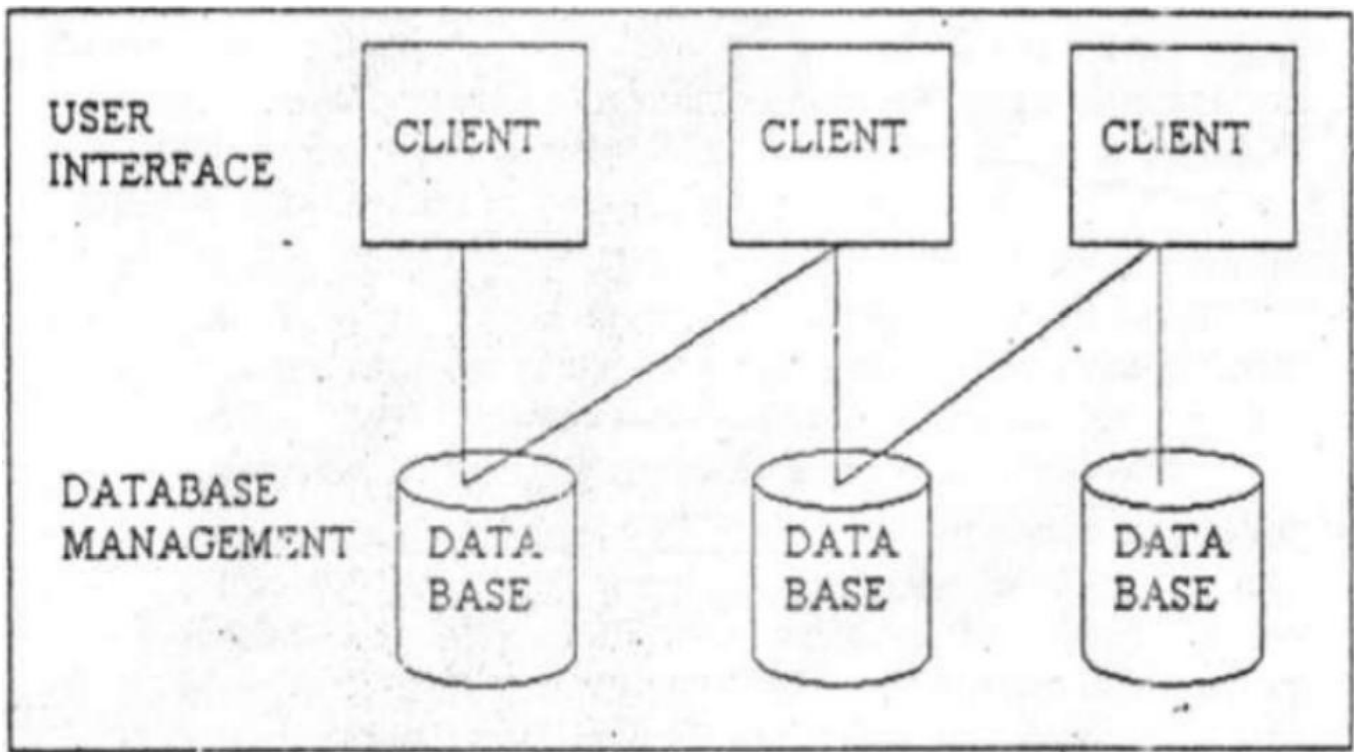 USER
INTERFACE
CLIENT
CLIENT
CLIENT
DATABASE
MANAGEMENT
DATA
BASE
DATA
BASE
DATA
BASE